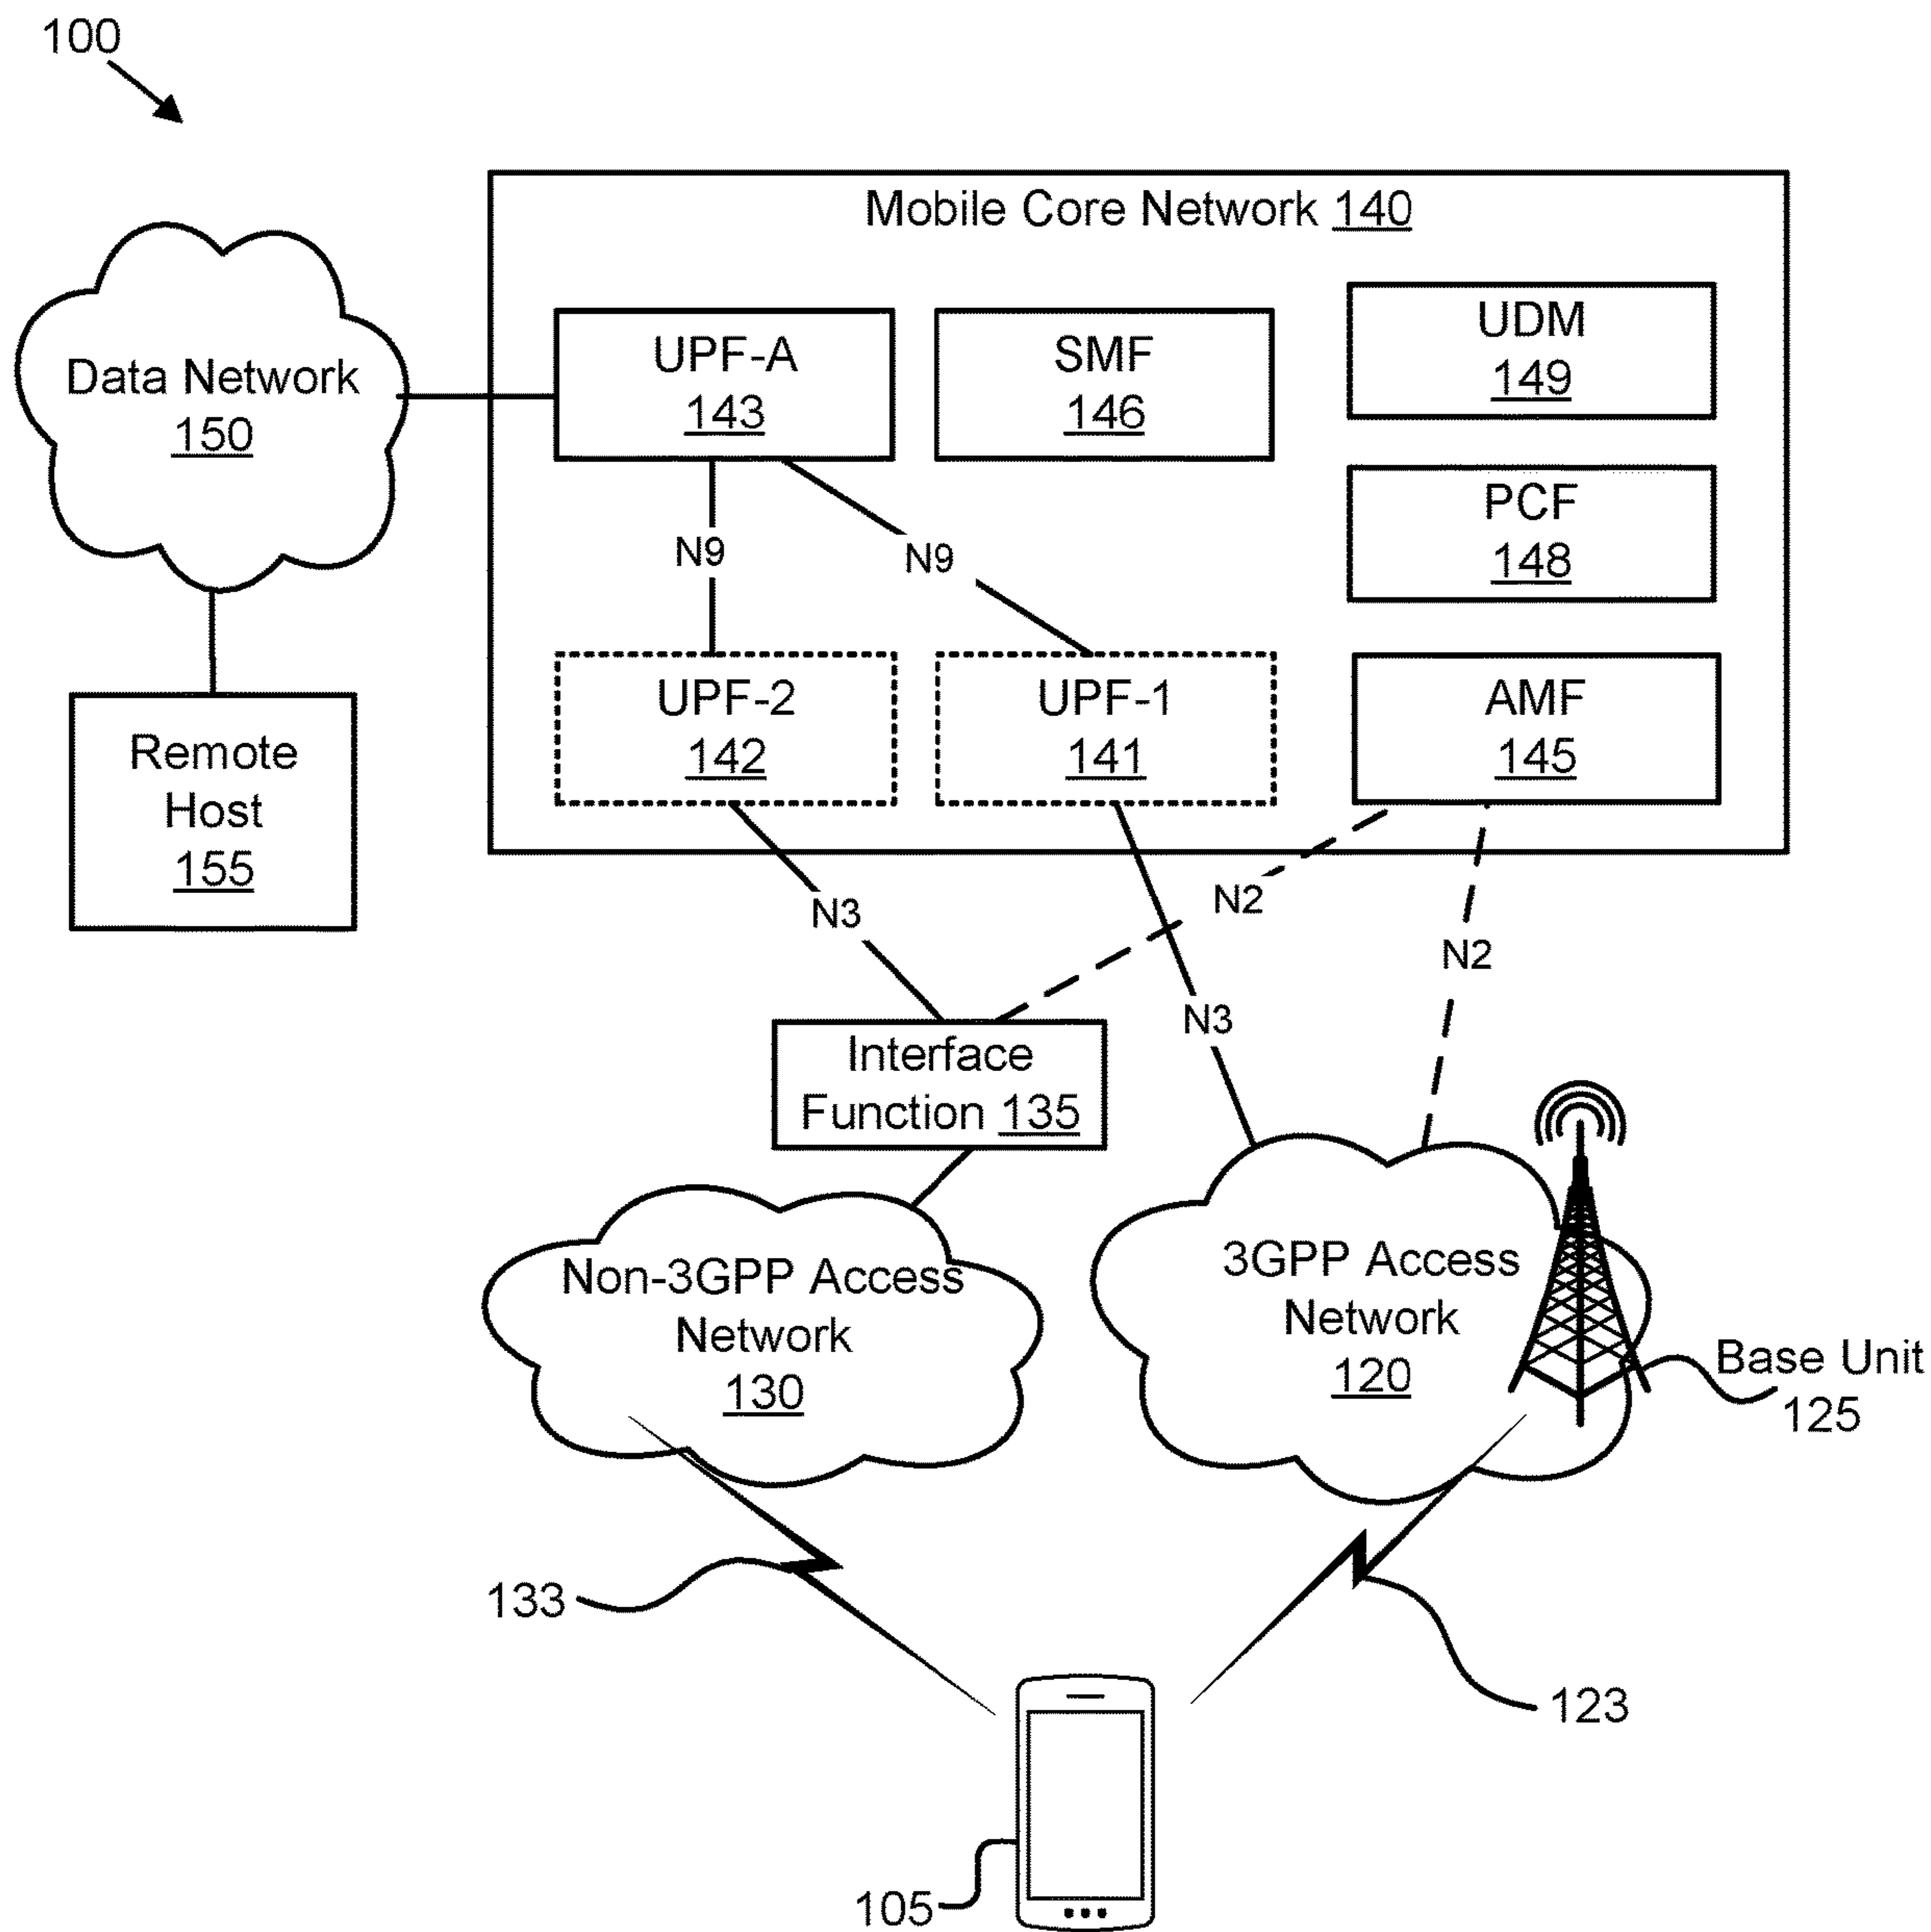 100
Mobile Core Network 140
Data Network
150
UPF-A
143
SMF
146
UDM
149
PCF
148
N9
N9
UPF-2
142
UPF-1
141
AMF
145
Remote
Host
155
N3
N2
N2
N3
Interface
Function 135
Non-3GPP Access
Network
130
3GPP Access
Network
120
Base Unit
125
133
123
105